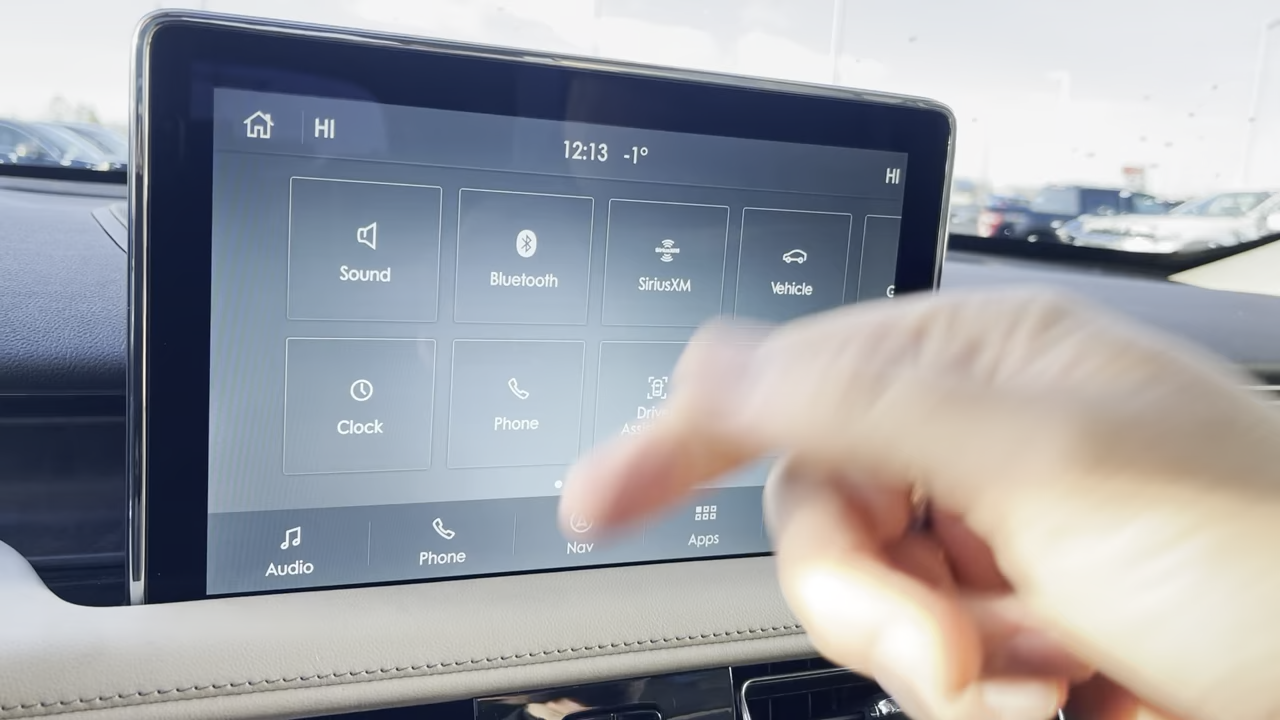 HI
12:13 -1°
HI
Sound
Bluetooth
SiriusXM
Vehicle
Clock
Phone
Audio
Phone
Nav
Apps